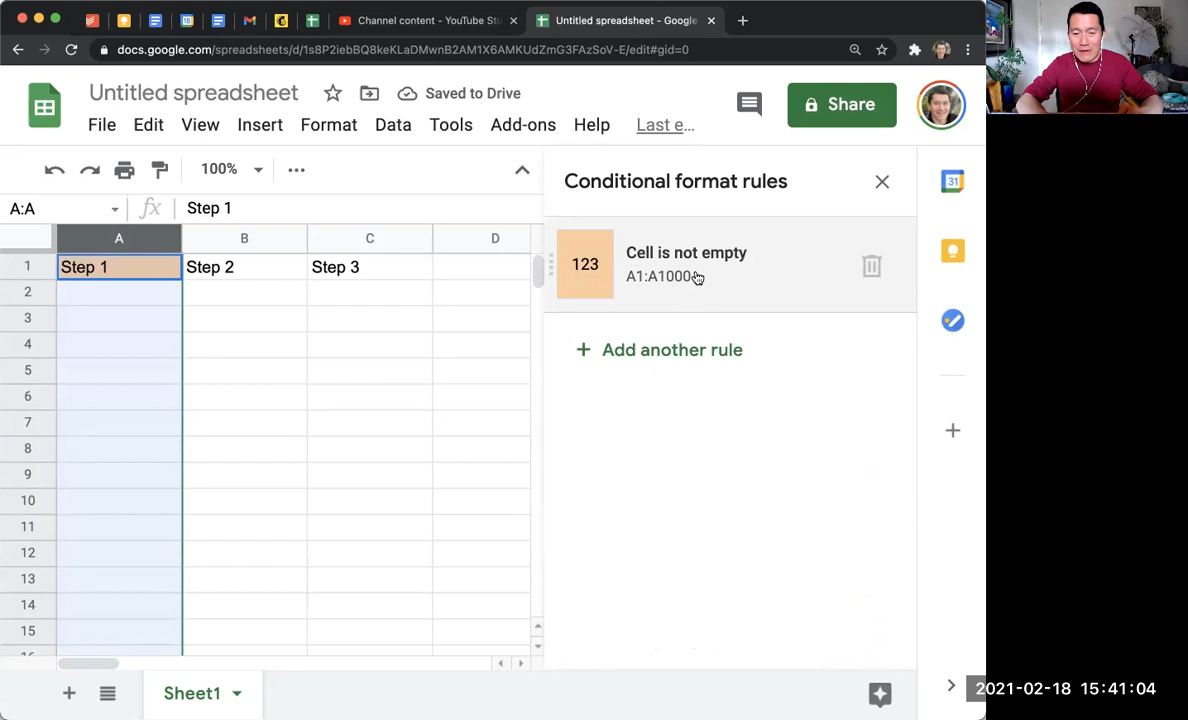 Channel content - YouTube Stu
Untitled spreadsheet - Google
docs.google.com/spreadsheets/d/1s8P2iebBQ8keKLaDMwnB2AM1X6AMKUdZmG3FAzSoV-E/edit#gid=0
Untitled spreadsheet
Saved to Drive
Share
File Edit View Insert Format Data Tools Add-ons Help Last e...
100%
Conditional format rules
A:A
fx
Step 1
A B C D
1 Step 1 Step 2 Step 3
2
3
4
5
6
7
8
9
10
11
12
13
14
15
123
Cell is not empty
A1:A1000
Add another rule
31
Sheet1
2021-02-18 15:41:04